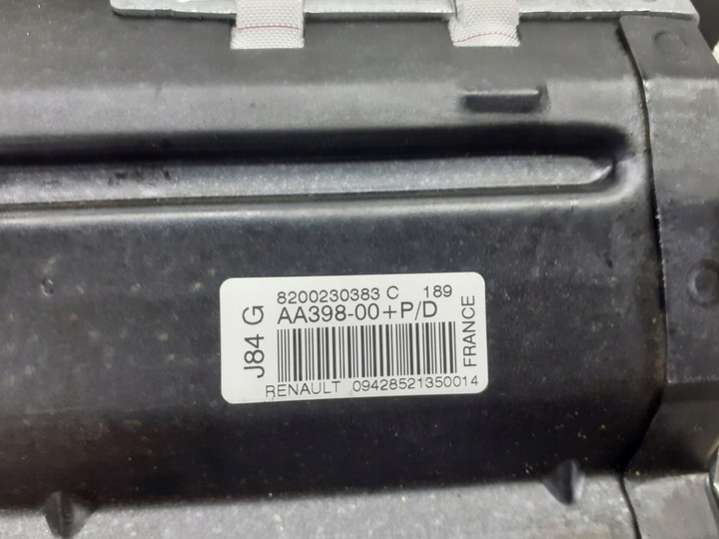 8200230383 C 189
J84 G
AA398-00+P/D
FRANCE
RENAULT 09428521350014